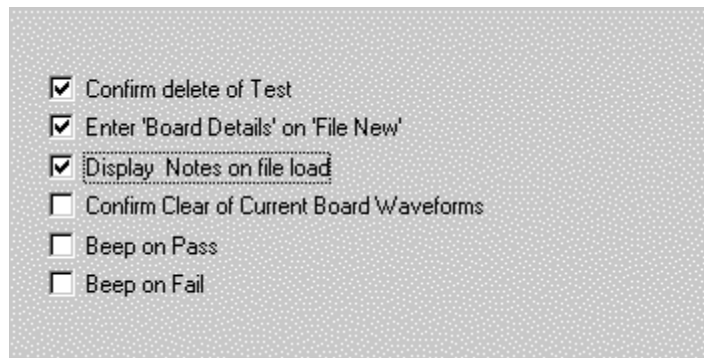 Confirm delete of Test
Enter 'Board Details' on 'File New'
Display  Notes on file load
Confirm Clear of Current Board Waveforms
Beep on Pass
Beep on Fail